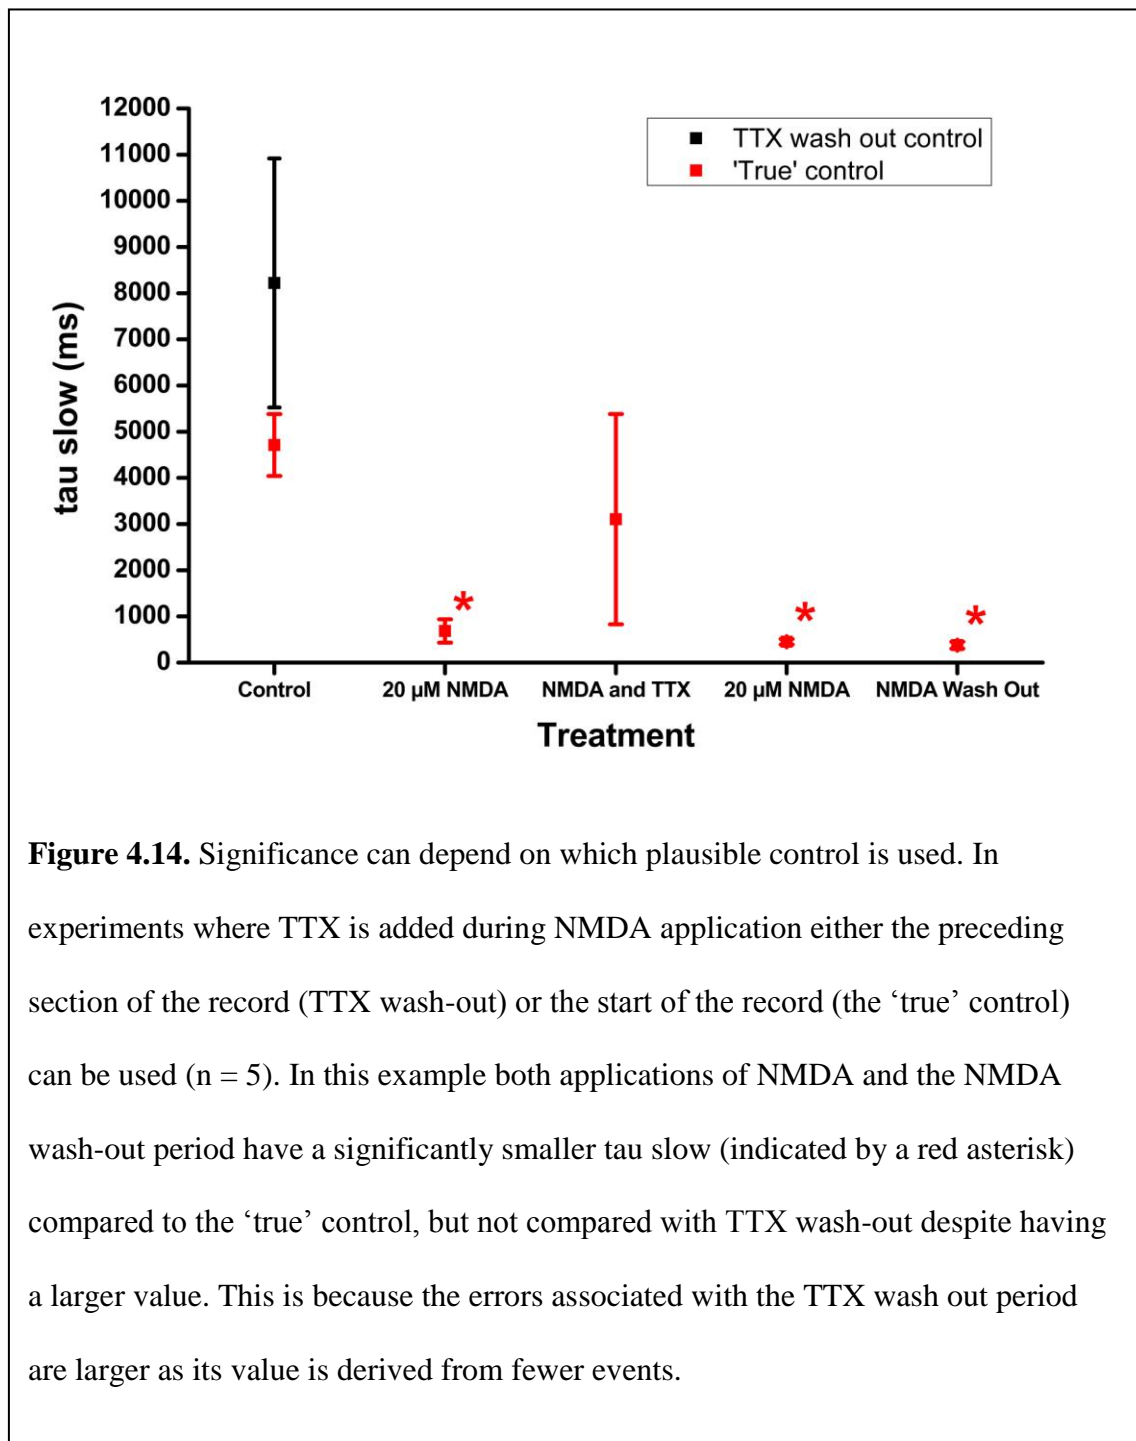 12000
11000
10000
9000
8000
7000
6000
5000
4000
3000
2000
1000
0
tau slow (ms)
TTX wash out control
'True' control
*
*
*
Control
20 µM NMDA
NMDA and TTX
20 µM NMDA
NMDA Wash Out
Treatment
Figure 4.14. Significance can depend on which plausible control is used. In
experiments where TTX is added during NMDA application either the preceding
section of the record (TTX wash-out) or the start of the record (the ‘true’ control)
can be used (n = 5). In this example both applications of NMDA and the NMDA
wash-out period have a significantly smaller tau slow (indicated by a red asterisk)
compared to the ‘true’ control, but not compared with TTX wash-out despite having
a larger value. This is because the errors associated with the TTX wash out period
are larger as its value is derived from fewer events.